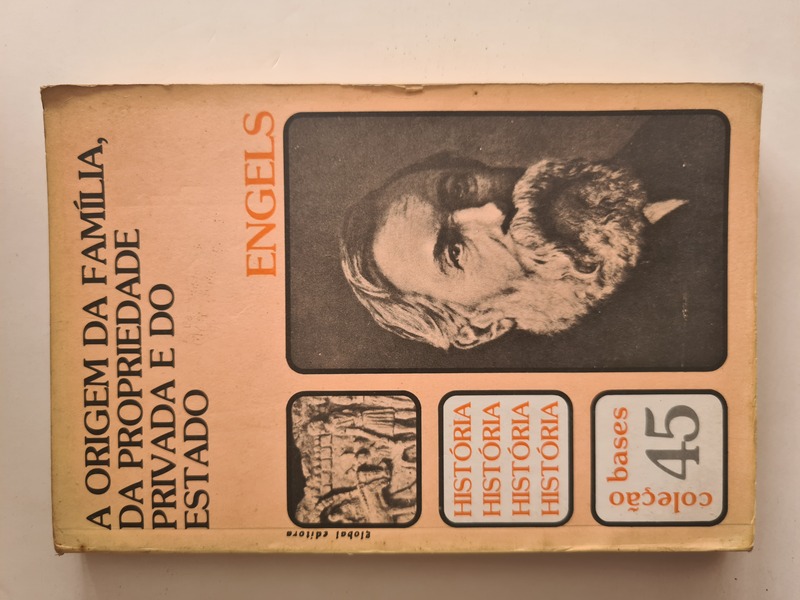 A ORIGEM DA FAMÍLIA,
DA PROPRIEDADE
PRIVADA E DO
ESTADO
ENGELS
global editora
HISTÓRIA
HISTÓRIA
HISTÓRIA
HISTÓRIA
coleção
bases
45